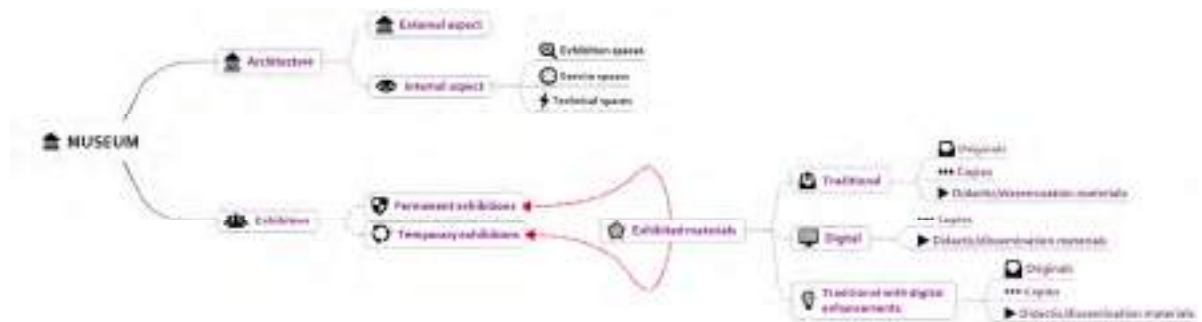 External aspect
Architecture
Exhibition spaces
Internal aspect
Service spaces
Technical spaces
MUSEUM
Originals
Traditional
Copies
Didactic/dissemination materials
Permanent exhibitions
Exhibition
Temporary exhibitions
Exhibited materials
Copies
Digital
Didactic/dissemination materials
Originals
Traditional with digital
enhancements
Copies
Didactic/dissemination materials